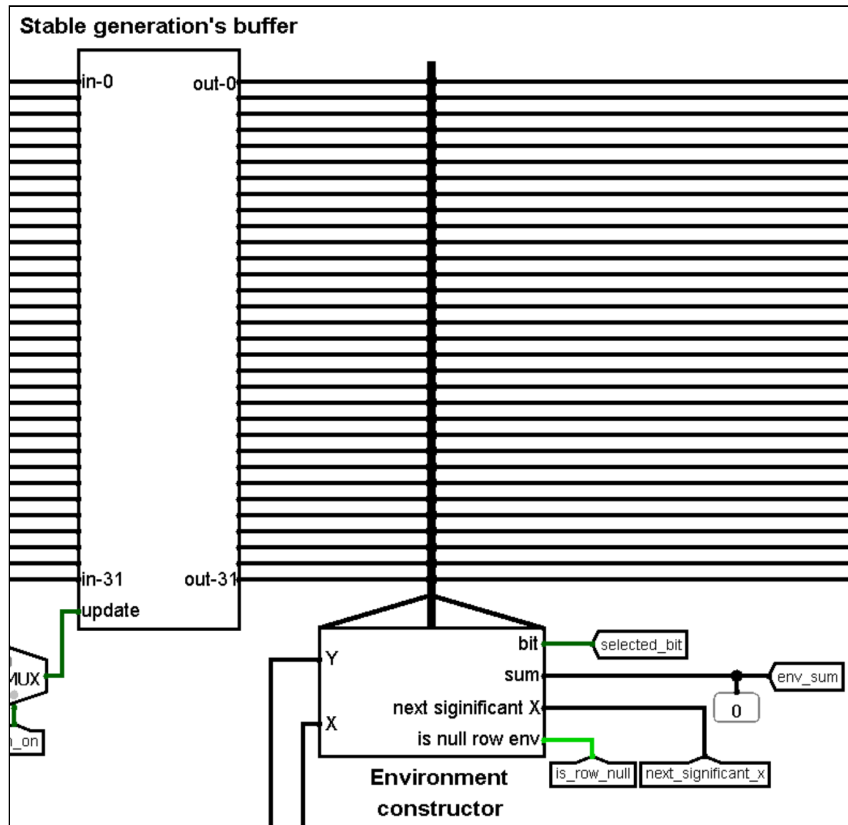 Stable generation's buffer
in-0 out-0
in-31 out-31
update
MUX
n_on
Y bit selected_bit
sum env_sum
X next siginificant X 0
is null row env
is_row_null next_significant_x
Environment
constructor